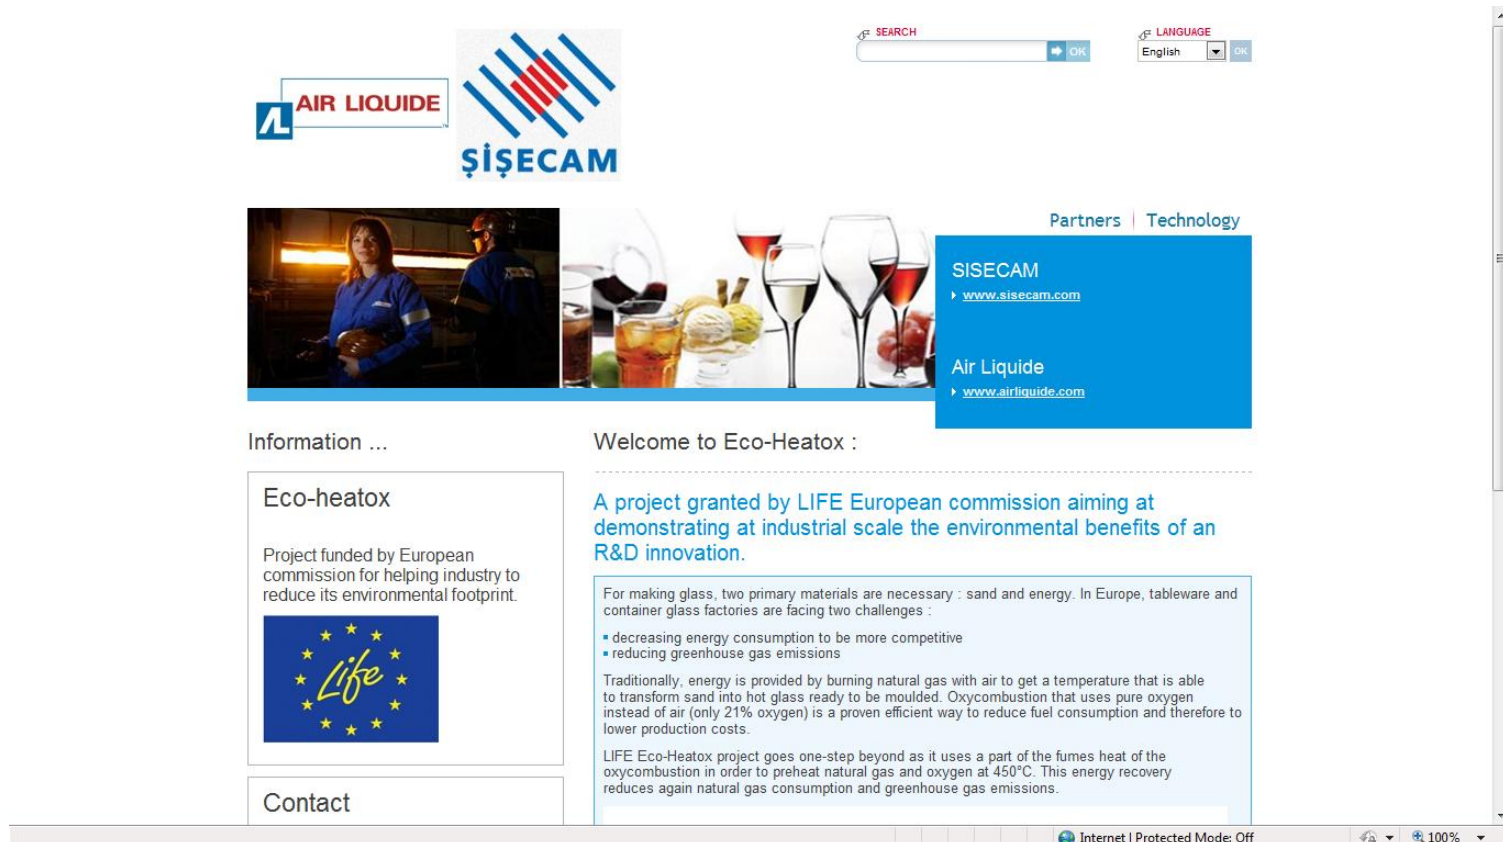 SEARCH
OK
LANGUAGE
English
OK
AIR LIQUIDE
ŞİŞECAM
Partners | Technology
SISECAM
www.sisecam.com
Air Liquide
www.airliquide.com
Information ...
Eco-heatox
Project funded by European
commission for helping industry to
reduce its environmental footprint.
Life
Contact
Welcome to Eco-Heatox :
A project granted by LIFE European commission aiming at
demonstrating at industrial scale the environmental benefits of an
R&D innovation.
For making glass, two primary materials are necessary : sand and energy. In Europe, tableware and
container glass factories are facing two challenges :
decreasing energy consumption to be more competitive
reducing greenhouse gas emissions
Traditionally, energy is provided by burning natural gas with air to get a temperature that is able
to transform sand into hot glass ready to be moulded. Oxycombustion that uses pure oxygen
instead of air (only 21% oxygen) is a proven efficient way to reduce fuel consumption and therefore to
lower production costs.
LIFE Eco-Heatox project goes one-step beyond as it uses a part of the fumes heat of the
oxycombustion in order to preheat natural gas and oxygen at 450°C. This energy recovery
reduces again natural gas consumption and greenhouse gas emissions.
Internet | Protected Mode: Off
100%